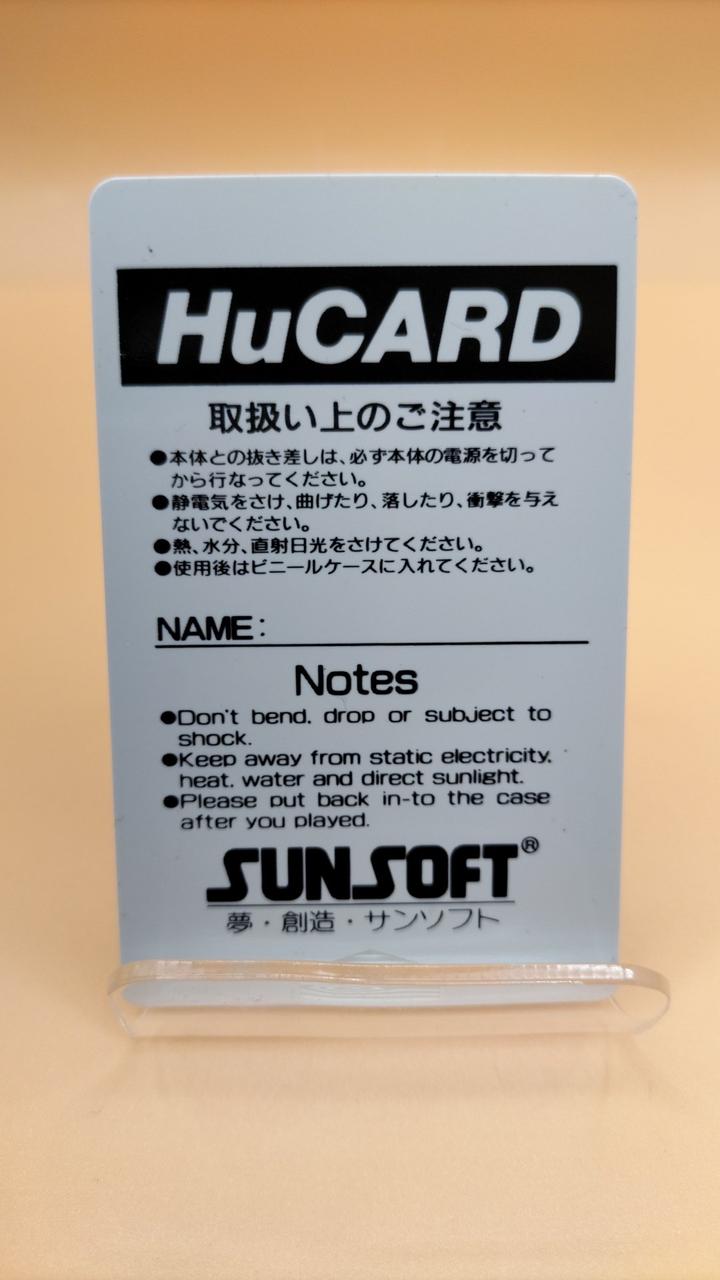 HuCARD
取扱い上のご注意
●本体との抜き差しは、必ず本体の電源を切って
から行なってください。
●静電気をさけ、曲げたり、落したり、衝撃を与え
ないでください。
●熱、水分、直射日光をさけてください。
●使用後はビニールケースに入れてください。
NAME:
Notes
●Don't bend, drop or subject to
shock.
●Keep away from static electricity,
heat, water and direct sunlight.
●Please put back in-to the case
after you played.
SUNSOFT®
夢・創造・サンソフト